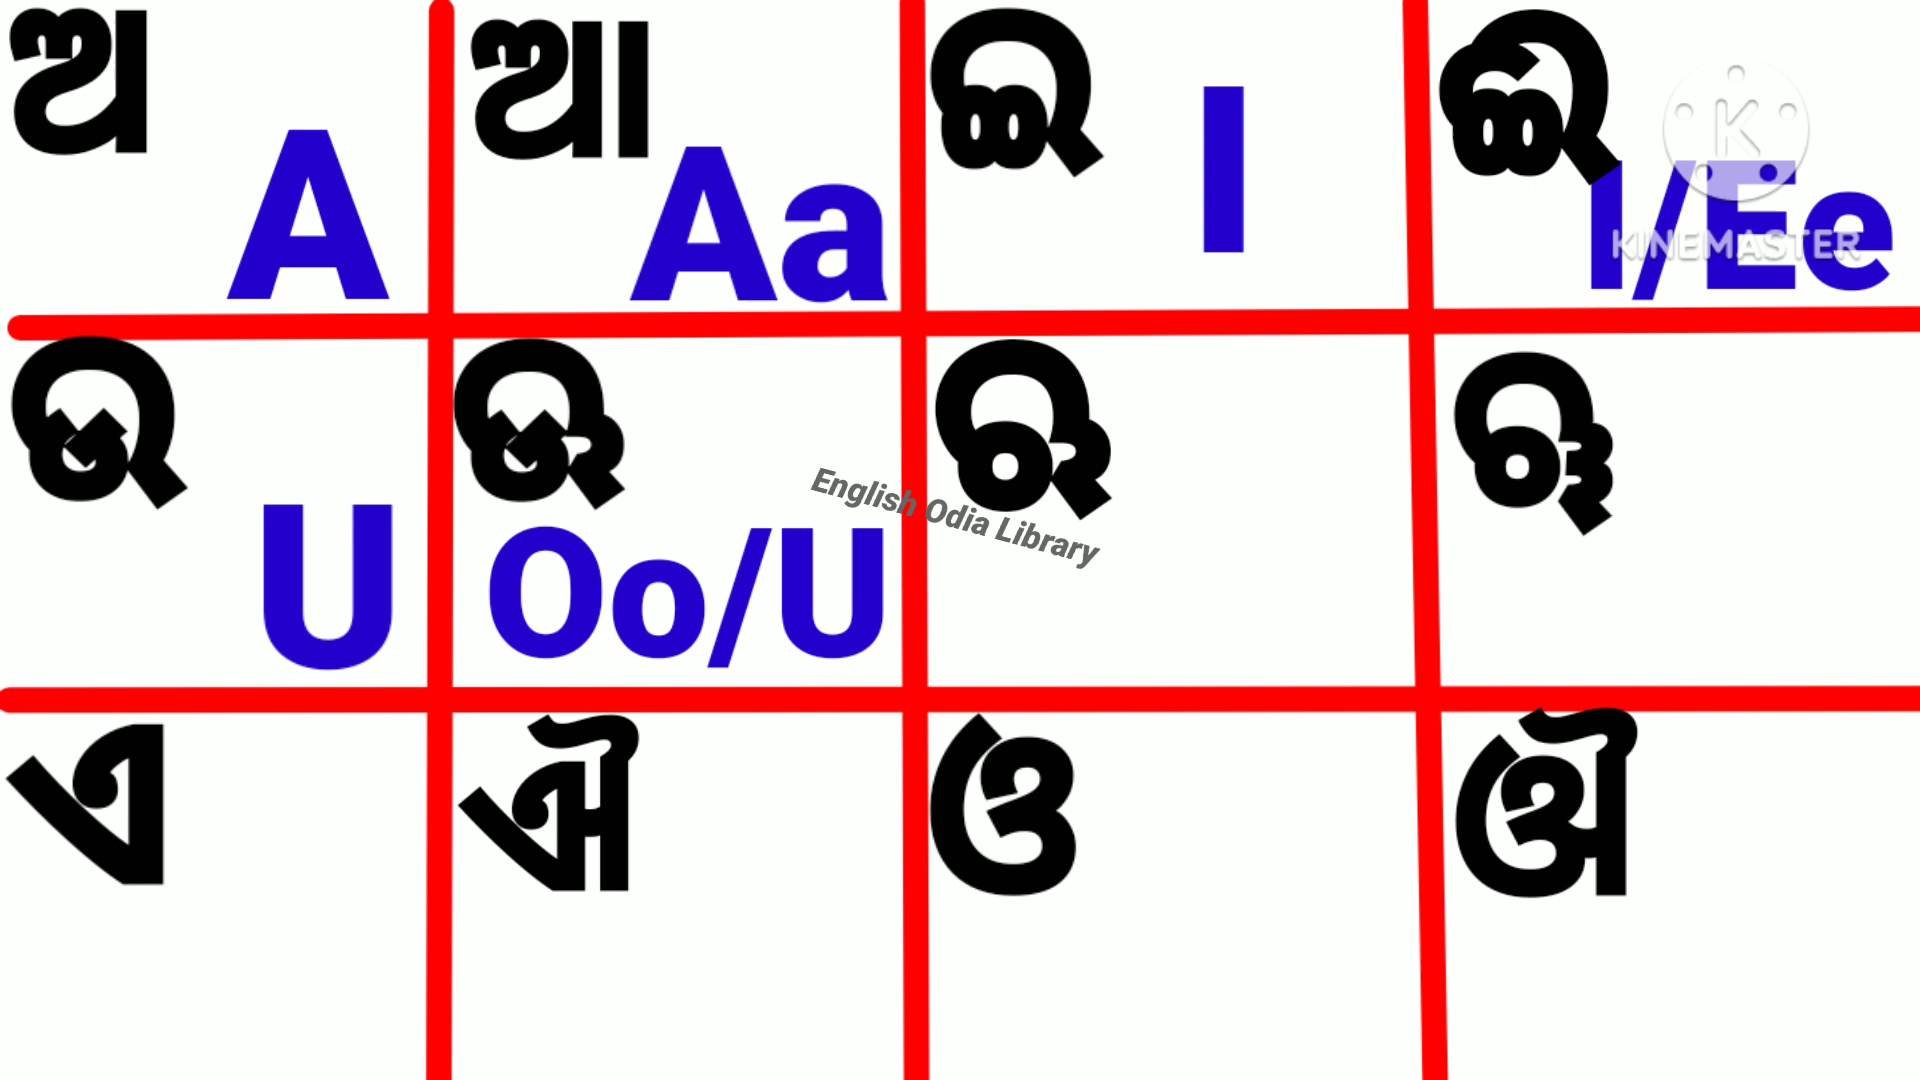 ଅ ଆ ଇ ଈ
A Aa I I/Ee
KINEMASTER
ଉ ଊ ଋ ୠ
English Odia Library
U Oo/U
ଏ ଐ ଓ ଔ